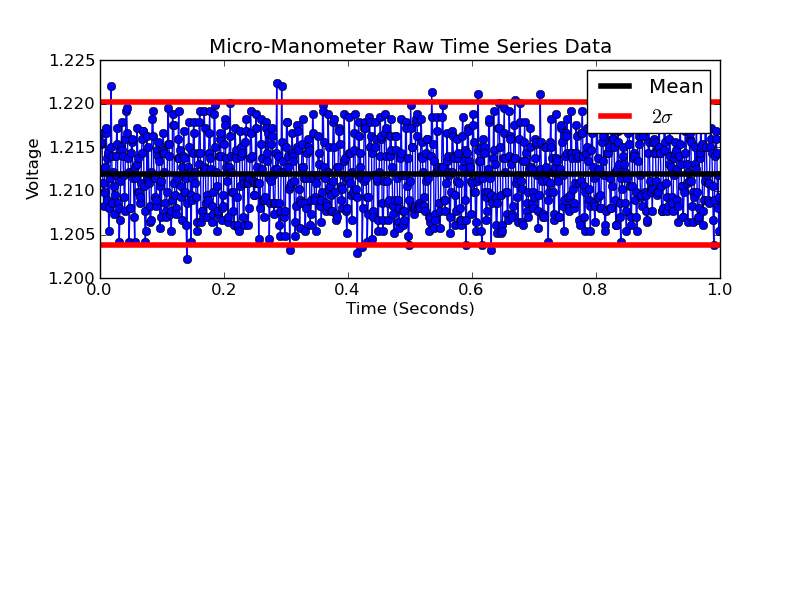 Micro-Manometer Raw Time Series Data
1.225
1.220
1.215
1.210
1.205
1.200
Voltage
Mean
2σ
0.0 0.2 0.4 0.6 0.8 1.0
Time (Seconds)